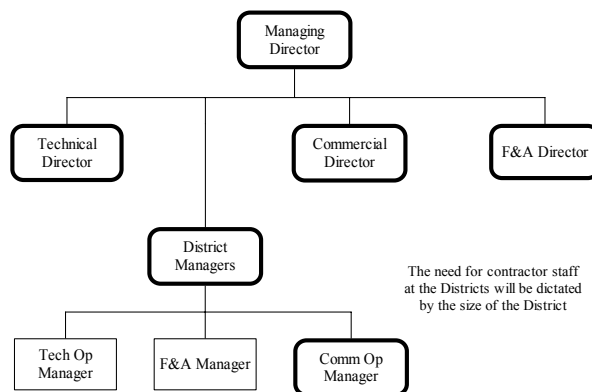 Managing
Director
Technical
Director
Commercial
Director
F&A Director
District
Managers
The need for contractor staff
at the Districts will be dictated
by the size of the District
Tech Op
Manager
F&A Manager
Comm Op
Manager